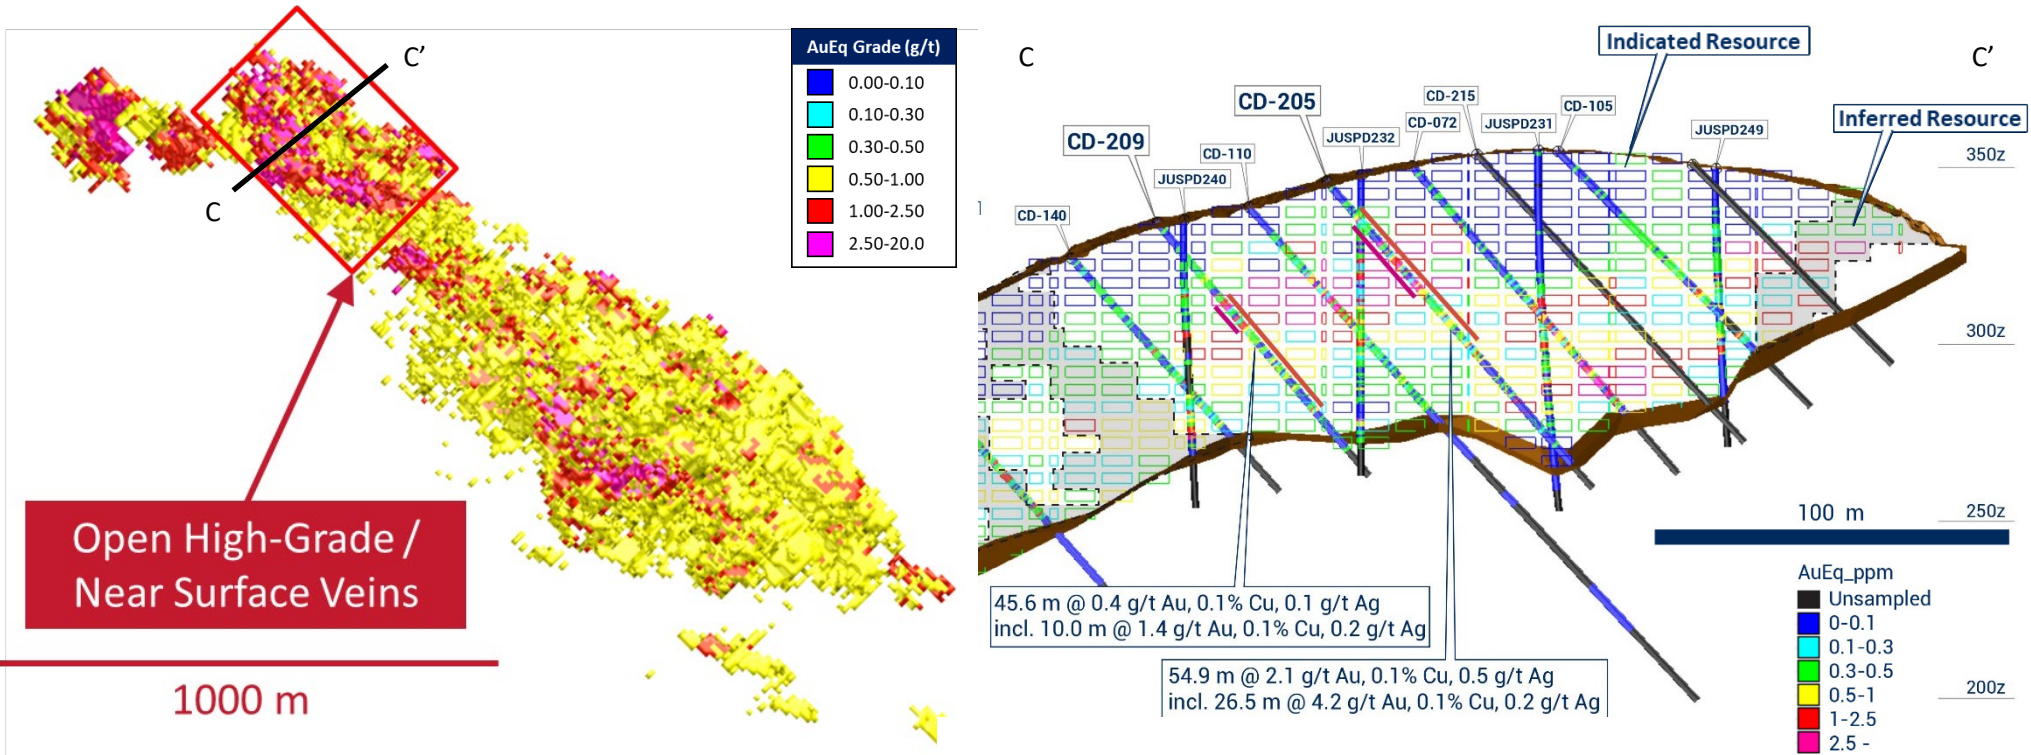 C’
C
AuEq Grade (g/t)
0.00-0.10
0.10-0.30
0.30-0.50
0.50-1.00
1.00-2.50
2.50-20.0
Open High-Grade /
Near Surface Veins
1000 m
C
C’
Indicated Resource
Inferred Resource
CD-205
CD-215
CD-105
CD-072
JUSPD231
JUSPD232
JUSPD249
CD-209
CD-110
JUSPD240
CD-140
350z
300z
250z
200z
100 m
45.6 m @ 0.4 g/t Au, 0.1% Cu, 0.1 g/t Ag
incl. 10.0 m @ 1.4 g/t Au, 0.1% Cu, 0.2 g/t Ag
54.9 m @ 2.1 g/t Au, 0.1% Cu, 0.5 g/t Ag
incl. 26.5 m @ 4.2 g/t Au, 0.1% Cu, 0.2 g/t Ag
AuEq_ppm
Unsampled
0-0.1
0.1-0.3
0.3-0.5
0.5-1
1-2.5
2.5 -